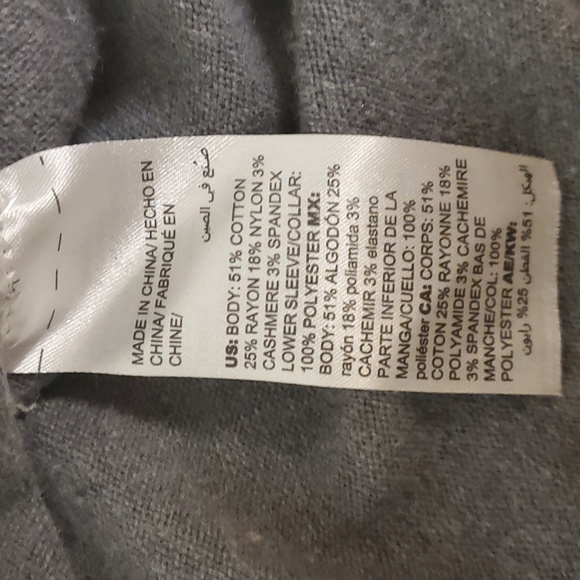 MADE IN CHINA/ HECHO EN
CHINA/ FABRIQUÉ EN
CHINE/
صنع في الصين
US: BODY: 51% COTTON
25% RAYON 18% NYLON 3%
CASHMERE 3% SPANDEX
LOWER SLEEVE/COLLAR:
100% POLYESTER MX:
BODY: 51% ALGODÓN 25%
rayón 18% poliamida 3%
CACHEMIR 3% elastano
PARTE INFERIOR DE LA
MANGA/CUELLO: 100%
poliéster CA: CORPS: 51%
COTON 25% RAYONNE 18%
POLYAMIDE 3% CACHEMIRE
3% SPANDEX BAS DE
MANCHE/COL: 100%
POLYESTER AE/KW:
الهيكل: 51% القطن 25% رايون